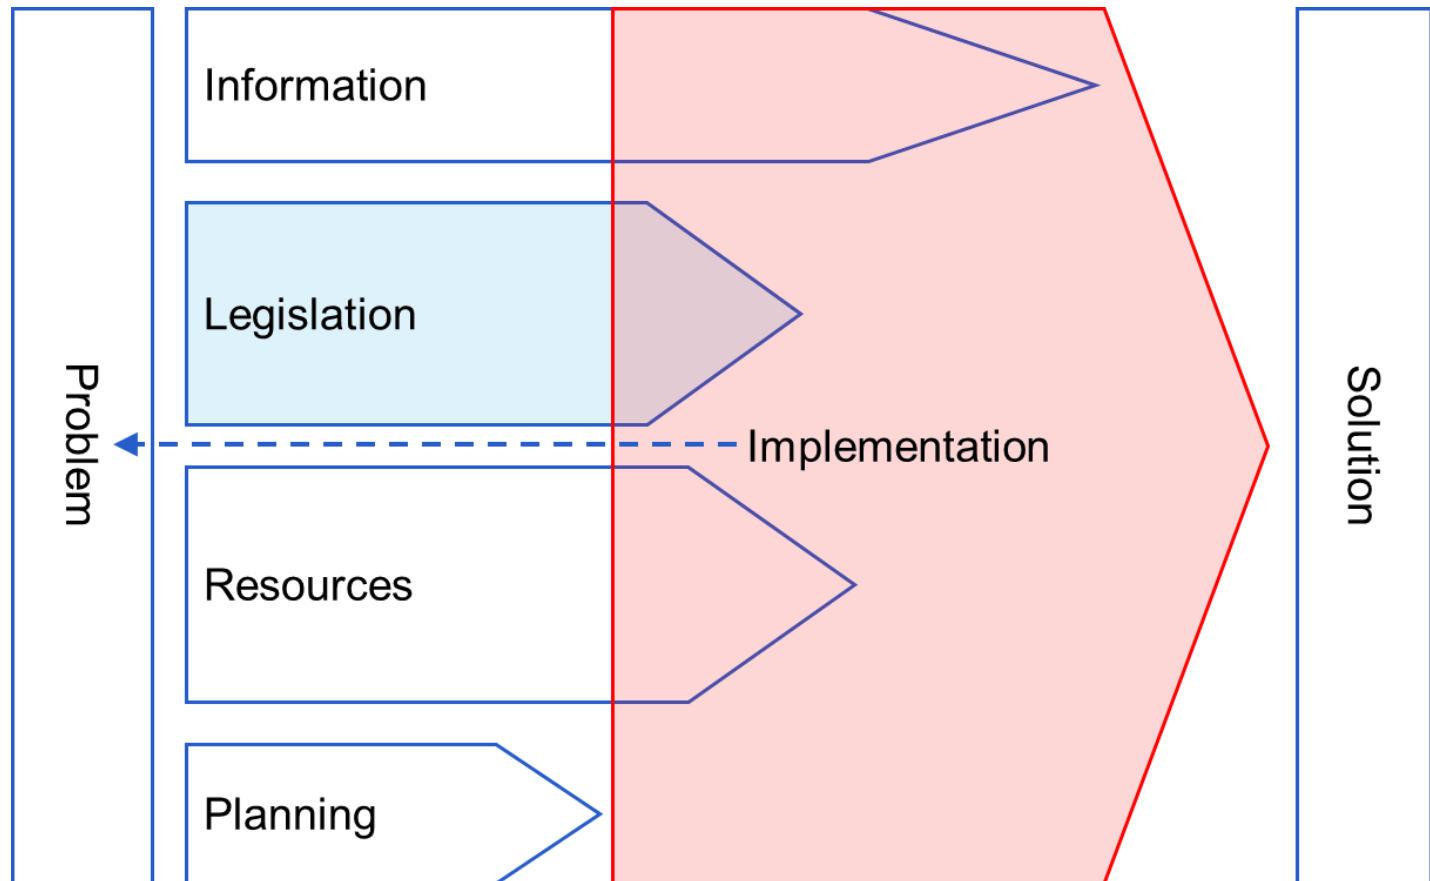 Information
Legislation
Problem
Implementation
Solution
Resources
Planning